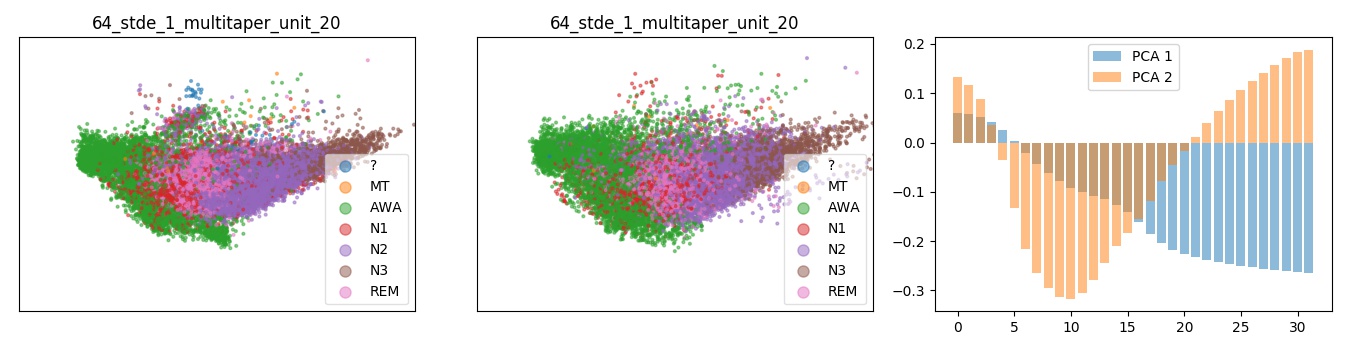 64_stde_1_multitaper_unit_20
?
MT
AWA
N1
N2
N3
REM
64_stde_1_multitaper_unit_20
?
MT
AWA
N1
N2
N3
REM
PCA 1
PCA 2
0.2
0.1
0.0
−0.1
−0.2
−0.3
0 5 10 15 20 25 30